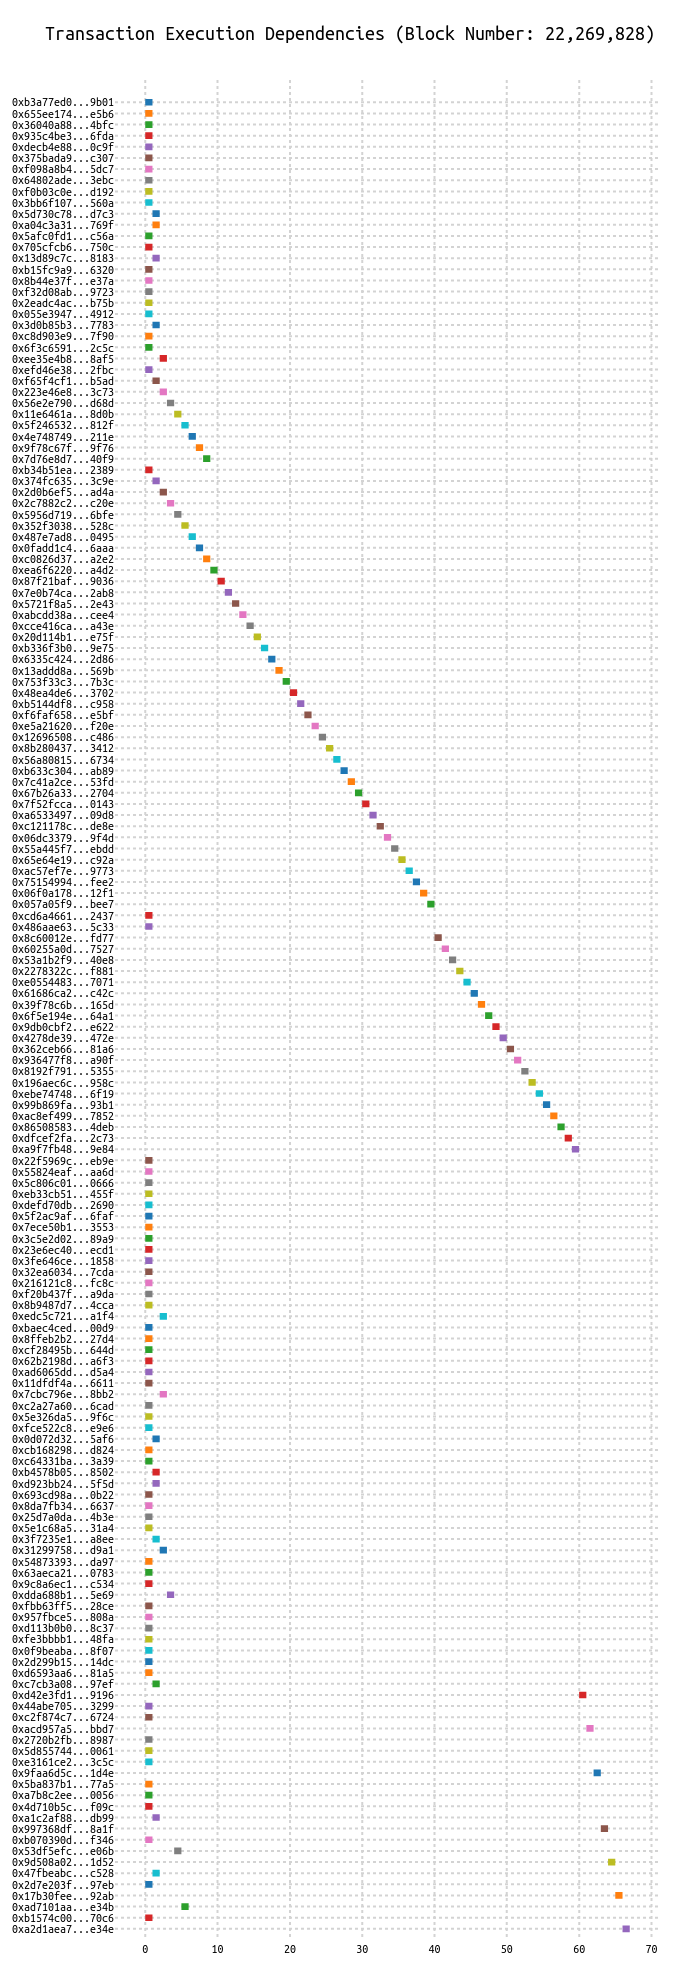 Transaction Execution Dependencies (Block Number: 22,269,828)
0xb3a77ed0...9b01
0x655ee174...e5b6
0x36040a88...4bfc
0x935c4be3...6fda
0xdecb4e88...0c9f
0x375bada9...c307
0xf098a8b4...5dc7
0x64802ade...3ebc
0xf0b03c0e...d192
0x3bb6f107...560a
0x5d730c78...d7c3
0xa04c3a31...769f
0x5afc0fd1...c56a
0x705cfcb6...750c
0x13d89c7c...8183
0xb15fc9a9...6320
0x8b44e37f...e37a
0xf32d08ab...9723
0x2eadc4ac...b75b
0x055e3947...4912
0x3d0b85b3...7783
0xc8d903e9...7f90
0x6f3c6591...2c5c
0xee35e4b8...8af5
0xefd46e38...2fbc
0xf65f4cf1...b5ad
0x223e46e8...3c73
0x56e2e790...d68d
0x11e6461a...8d0b
0x5f246532...812f
0x4e748749...211e
0x9f78c67f...9f76
0x7d76e8d7...40f9
0xb34b51ea...2389
0x374fc635...3c9e
0x2d0b6ef5...ad4a
0x2c7882c2...c20e
0x5956d719...6bfe
0x352f3038...528c
0x487e7ad8...0495
0x0fadd1c4...6aaa
0xc0826d37...a2e2
0xea6f6220...a4d2
0x87f21baf...9036
0x7e0b74ca...2ab8
0x5721f8a5...2e43
0xabcdd38a...cee4
0xcce416ca...a43e
0x20d114b1...e75f
0xb336f3b0...9e75
0x6335c424...2d86
0x13addd8a...569b
0x753f33c3...7b3c
0x48ea4de6...3702
0xb5144df8...c958
0xf6faf658...e5bf
0xe5a21620...f20e
0x12696508...c486
0x8b280437...3412
0x56a80815...6734
0xb633c304...ab89
0x7c41a2ce...53fd
0x67b26a33...2704
0x7f52fcca...0143
0xa6533497...09d8
0xc121178c...de8e
0x06dc3379...9f4d
0x55a445f7...ebdd
0x65e64e19...c92a
0xac57ef7e...9773
0x75154994...fee2
0x06f0a178...12f1
0x057a05f9...bee7
0xcd6a4661...2437
0x486aae63...5c33
0x8c60012e...fd77
0x60255a0d...7527
0x53a1b2f9...40e8
0x2278322c...f881
0xe0554483...7071
0x61686ca2...c42c
0x39f78c6b...165d
0x6f5e194e...64a1
0x9db0cbf2...e622
0x4278de39...472e
0x362ceb66...81a6
0x936477f8...a90f
0x8192f791...5355
0x196aec6c...958c
0xebe74748...6f19
0x99b869fa...93b1
0xac8ef499...7852
0x86508583...4deb
0xdfcef2fa...2c73
0xa9f7fb48...9e84
0x22f5969c...eb9e
0x55824eaf...aa6d
0x5c806c01...0666
0xeb33cb51...455f
0xdefd70db...2690
0x5f2ac9af...6faf
0x7ece50b1...3553
0x3c5e2d02...89a9
0x23e6ec40...ecd1
0x3fe646ce...1858
0x32ea6034...7cda
0x216121c8...fc8c
0xf20b437f...a9da
0x8b9487d7...4cca
0xedc5c721...a1f4
0xbaec4ced...00d9
0x8ffeb2b2...27d4
0xcf28495b...644d
0x62b2198d...a6f3
0xad6065dd...d5a4
0x11dfdf4a...6611
0x7cbc796e...8bb2
0xc2a27a60...6cad
0x5e326da5...9f6c
0xfce522c8...e9e6
0x0d072d32...5af6
0xcb168298...d824
0xc64331ba...3a39
0xb4578b05...8502
0xd923bb24...5f5d
0x693cd98a...0b22
0x8da7fb34...6637
0x25d7a0da...4b3e
0x5e1c68a5...31a4
0x3f7235e1...a8ee
0x31299758...d9a1
0x54873393...da97
0x63aeca21...0783
0x9c8a6ec1...c534
0xdda688b1...5e69
0xfbb63ff5...28ce
0x957fbce5...808a
0xd113b0b0...8c37
0xfe3bbbb1...48fa
0x0f9beaba...8f07
0x2d299b15...14dc
0xd6593aa6...81a5
0xc7cb3a08...97ef
0xd42e3fd1...9196
0x44abe705...3299
0xc2f874c7...6724
0xacd957a5...bbd7
0x2720b2fb...8987
0x5d855744...0061
0xe3161ce2...3c5c
0x9faa6d5c...1d4e
0x5ba837b1...77a5
0xa7b8c2ee...0056
0x4d710b5c...f09c
0xa1c2af88...db99
0x997368df...8a1f
0xb070390d...f346
0x53df5efc...e06b
0x9d508a02...1d52
0x47fbeabc...c528
0x2d7e203f...97eb
0x17b30fee...92ab
0xad7101aa...e34b
0xb1574c00...70c6
0xa2d1aea7...e34e
0 10 20 30 40 50 60 70